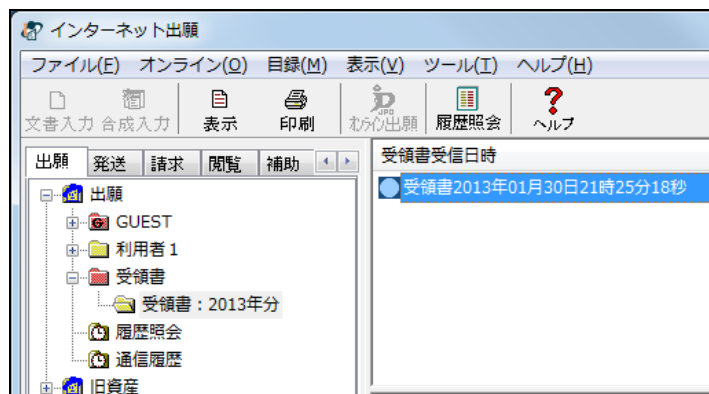 インターネット出願
ファイル(F) オンライン(O) 目録(M) 表示(V) ツール(T) ヘルプ(H)
文書入力 合成入力 表示 印刷 オンライン出願 履歴照会 ヘルプ
JPO
出願 発送 請求 閲覧 補助
受領書受信日時
受領書2013年01月30日21時25分18秒
出願
GUEST
利用者1
受領書
受領書:2013年分
履歴照会
通信履歴
旧資産